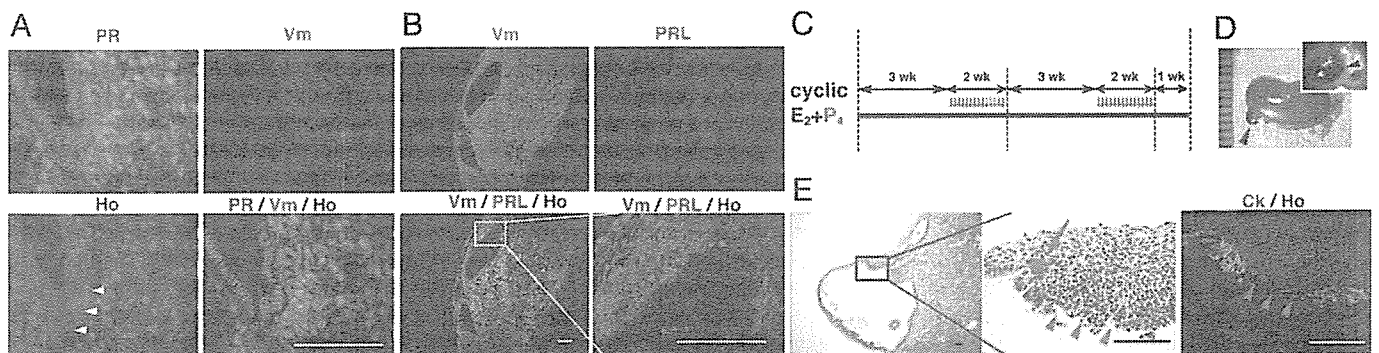 A
PR
Vm
Ho
PR / Vm / Ho
B
Vm
PRL
Vm / PRL / Ho
Vm / PRL / Ho
C
3 wk
2 wk
3 wk
2 wk
1 wk
cyclic
E₂+P₄
D
E
Ck / Ho